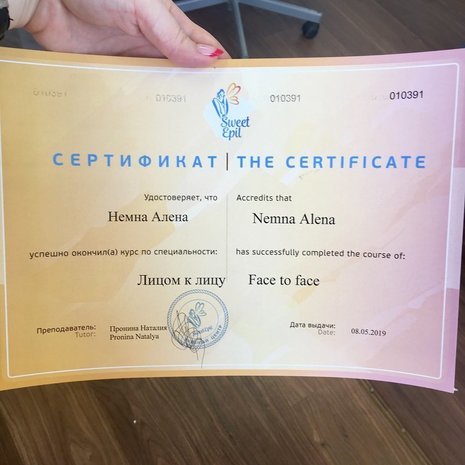 010391 010391 010391 010391
Sweet
Epil
СЕРТИФИКАТ | THE CERTIFICATE
Удостоверяет, что Accredits that
Немна Алена Nemna Alena
успешно окончил(а) курс по специальности: has successfully completed the course of:
Лицом к лицу Face to face
Преподаватель: Пронина Наталия Дата выдачи:
Tutor: Pronina Natalya Date: 08.05.2019